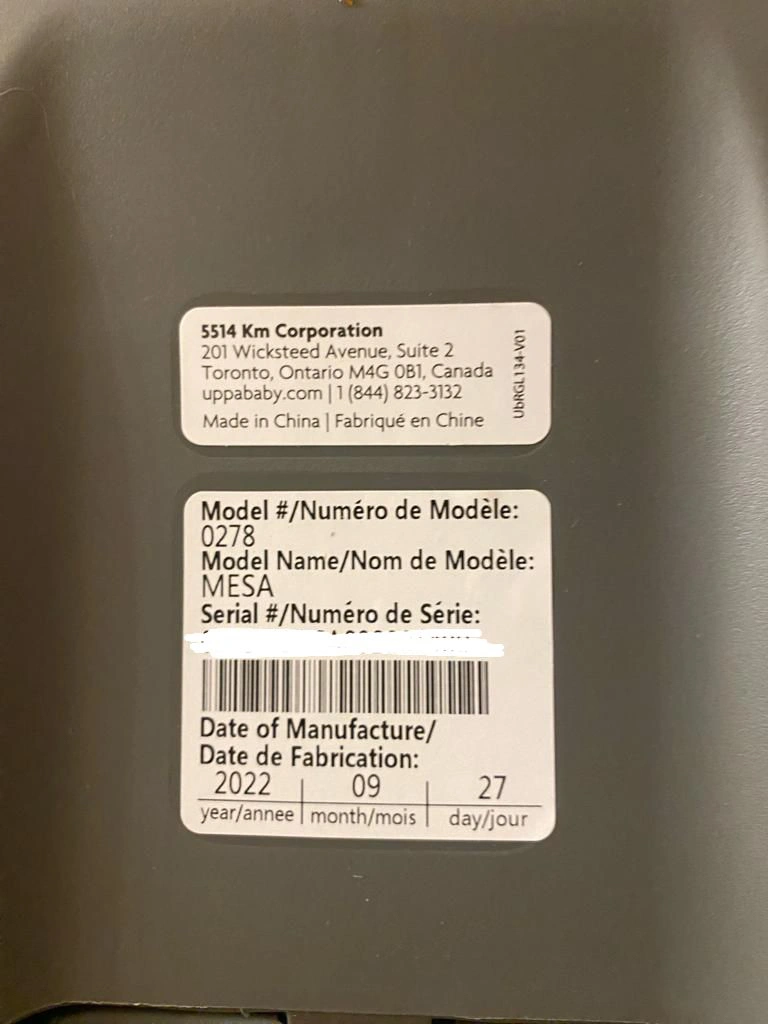 5514 Km Corporation
201 Wicksteed Avenue, Suite 2
Toronto, Ontario M4G 0B1, Canada
uppababy.com | 1 (844) 823-3132
Made in China | Fabriqué en Chine
UbRGL134-V01
Model #/Numéro de Modèle:
0278
Model Name/Nom de Modèle:
MESA
Serial #/Numéro de Série:
Date of Manufacture/
Date de Fabrication:
2022 | 09 | 27
year/annee | month/mois | day/jour